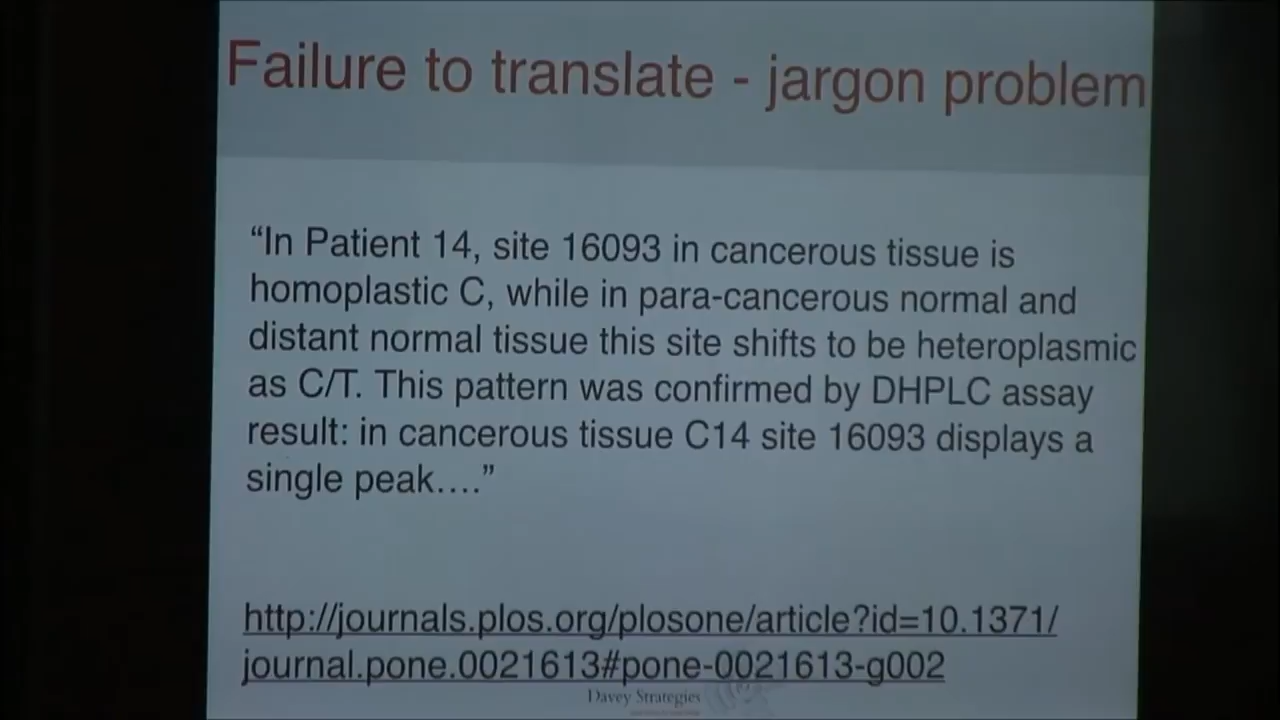 Failure to translate - jargon problem
“In Patient 14, site 16093 in cancerous tissue is
homoplastic C, while in para-cancerous normal and
distant normal tissue this site shifts to be heteroplasmic
as C/T. This pattern was confirmed by DHPLC assay
result: in cancerous tissue C14 site 16093 displays a
single peak....”
http://journals.plos.org/plosone/article?id=10.1371/
journal.pone.0021613#pone-0021613-g002
Davey Strategies